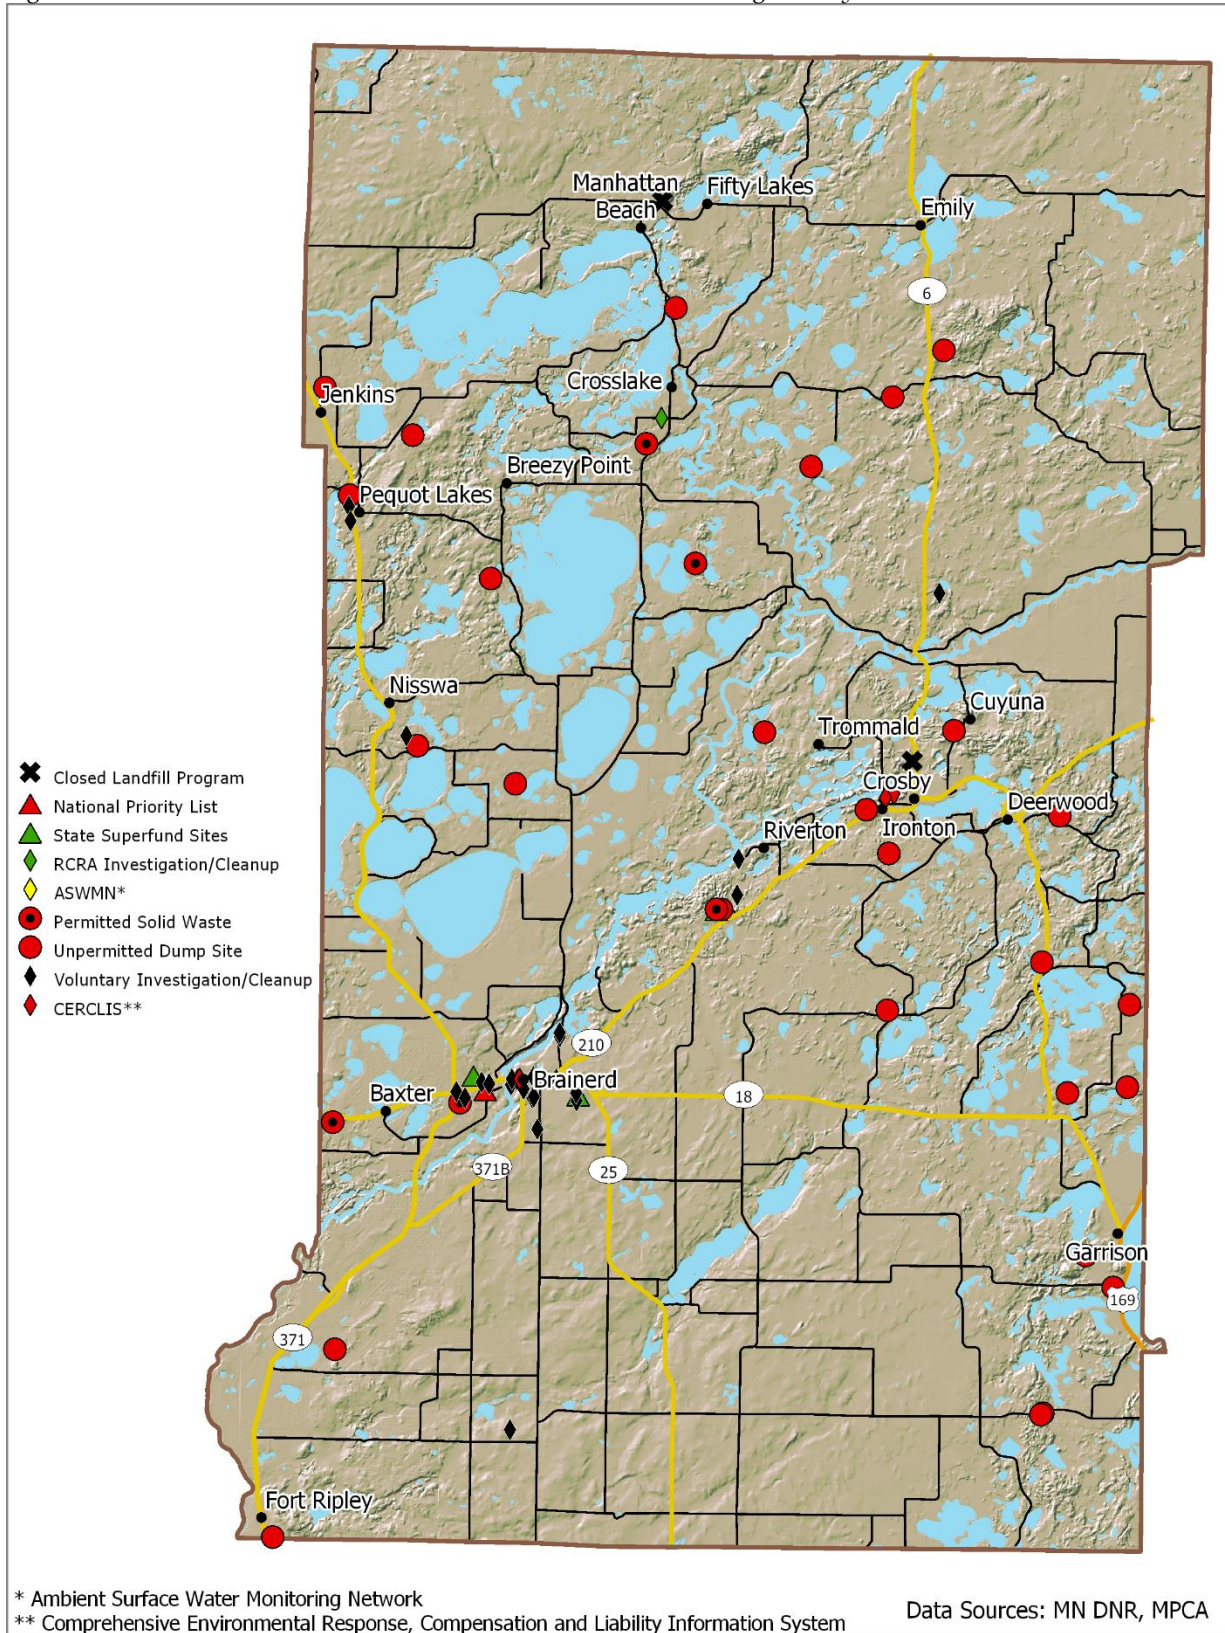 Manhattan
Beach
Fifty Lakes
Emily
6
Crosslake
Jenkins
Breezy Point
Pequot Lakes
Nisswa
Cuyuna
Trommald
Crosby
Deerwood
Ironton
Riverton
Closed Landfill Program
National Priority List
State Superfund Sites
RCRA Investigation/Cleanup
ASWMN*
Permitted Solid Waste
Unpermitted Dump Site
Voluntary Investigation/Cleanup
CERCLIS**
210
Brainerd
Baxter
18
371B
25
Garrison
169
371
Fort Ripley
* Ambient Surface Water Monitoring Network
** Comprehensive Environmental Response, Compensation and Liability Information System
Data Sources: MN DNR, MPCA